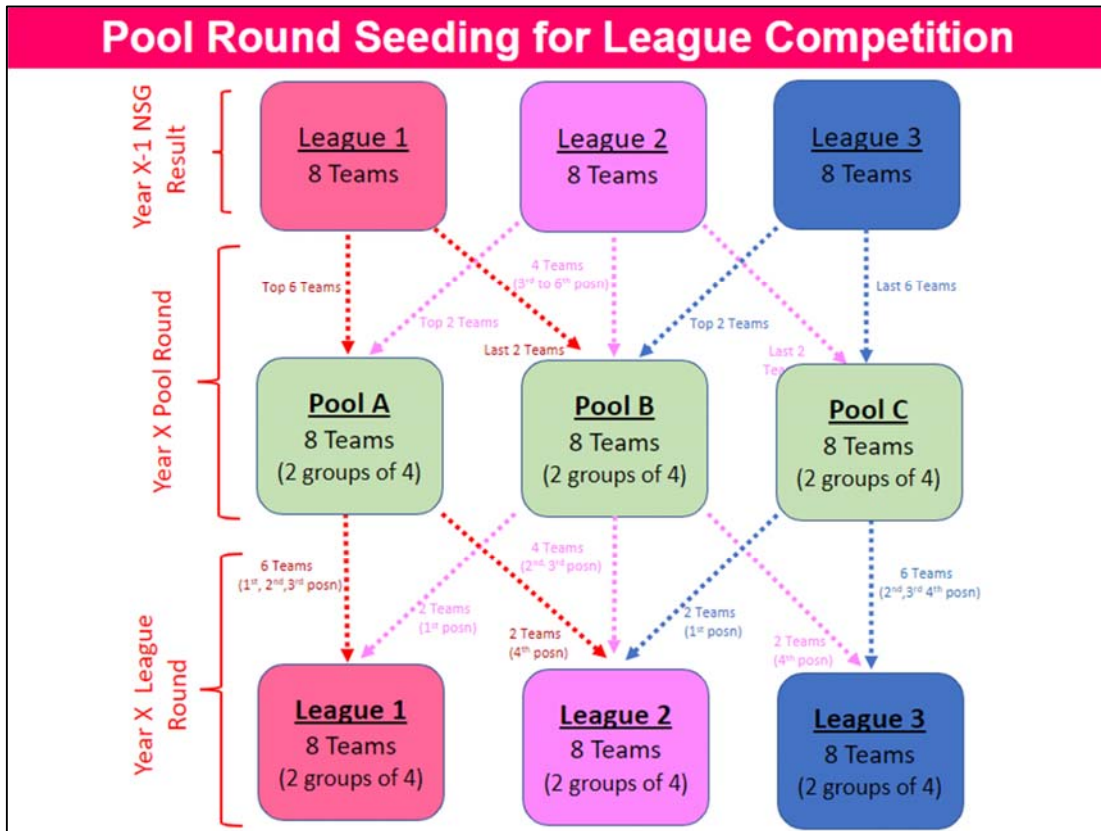 Pool Round Seeding for League Competition
Year X-1 NSG
Result
League 1
8 Teams
League 2
8 Teams
League 3
8 Teams
Year X Pool Round
Top 6 Teams
Top 2 Teams
Last 2 Teams
4 Teams
(3rd to 6th posn)
Top 2 Teams
Last 2
Last 6 Teams
Pool A
8 Teams
(2 groups of 4)
Pool B
8 Teams
(2 groups of 4)
Pool C
8 Teams
(2 groups of 4)
Year X League
Round
6 Teams
(1st, 2nd,3rd posn)
2 Teams
(1st posn)
2 Teams
(4th posn)
4 Teams
(2nd, 3rd posn)
2 Teams
(1st posn)
2 Teams
(4th posn)
6 Teams
(2nd,3rd 4th posn)
League 1
8 Teams
(2 groups of 4)
League 2
8 Teams
(2 groups of 4)
League 3
8 Teams
(2 groups of 4)